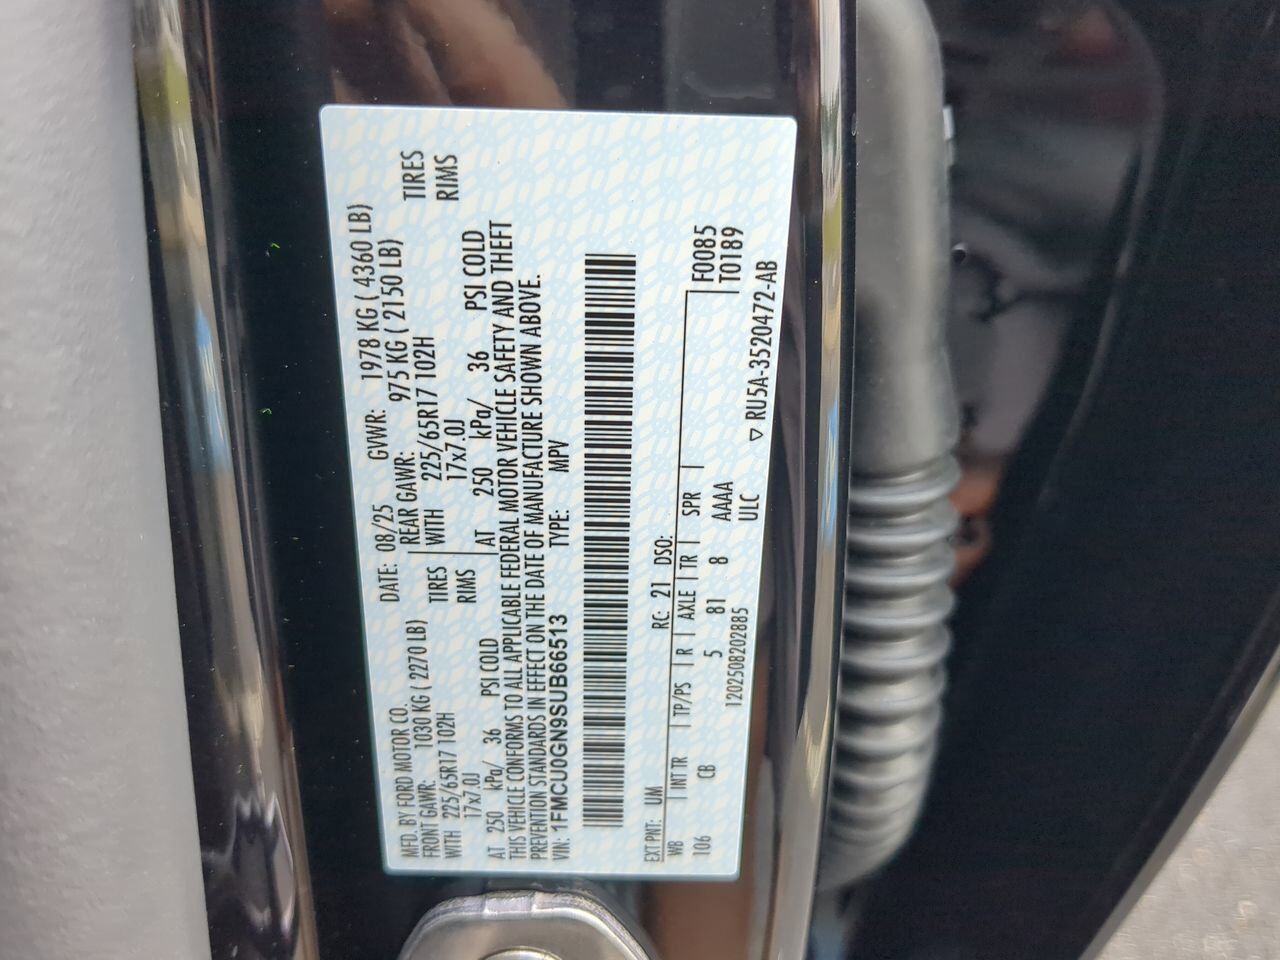 MFD. BY FORD MOTOR CO. DATE: 08/25 GVWR: 1978 KG ( 4360 LB)
FRONT GAWR: 1030 KG ( 2270 LB) REAR GAWR: 975 KG ( 2150 LB)
WITH 225/65R17 102H TIRES WITH 225/65R17 102H TIRES
17x7.0J RIMS 17x7.0J RIMS
AT 250 kPa/ 36 PSI COLD AT 250 kPa/ 36 PSI COLD
THIS VEHICLE CONFORMS TO ALL APPLICABLE FEDERAL MOTOR VEHICLE SAFETY AND THEFT
PREVENTION STANDARDS IN EFFECT ON THE DATE OF MANUFACTURE SHOWN ABOVE.
VIN: 1FMCU0GN9SUB66513 TYPE: MPV
EXT PNT: UM RC: 21 DSO:
WB INT TR TP/PS R AXLE TR SPR F0085
106 CB 5 81 8 AAAA T0189
1202508202885 ULC
▽ RU5A-3520472-AB